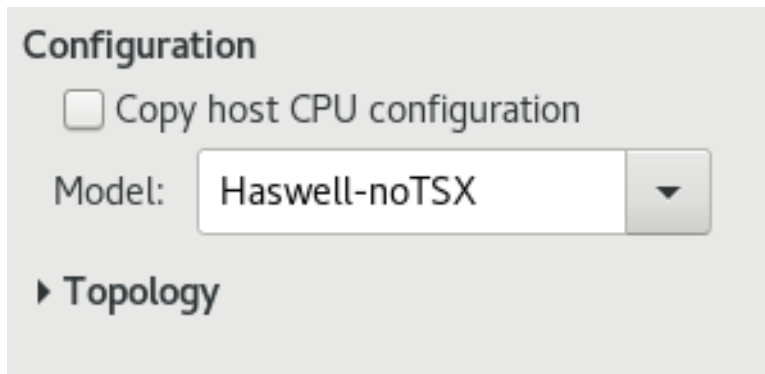 Configuration
Copy host CPU configuration
Model: Haswell-noTSX
Topology